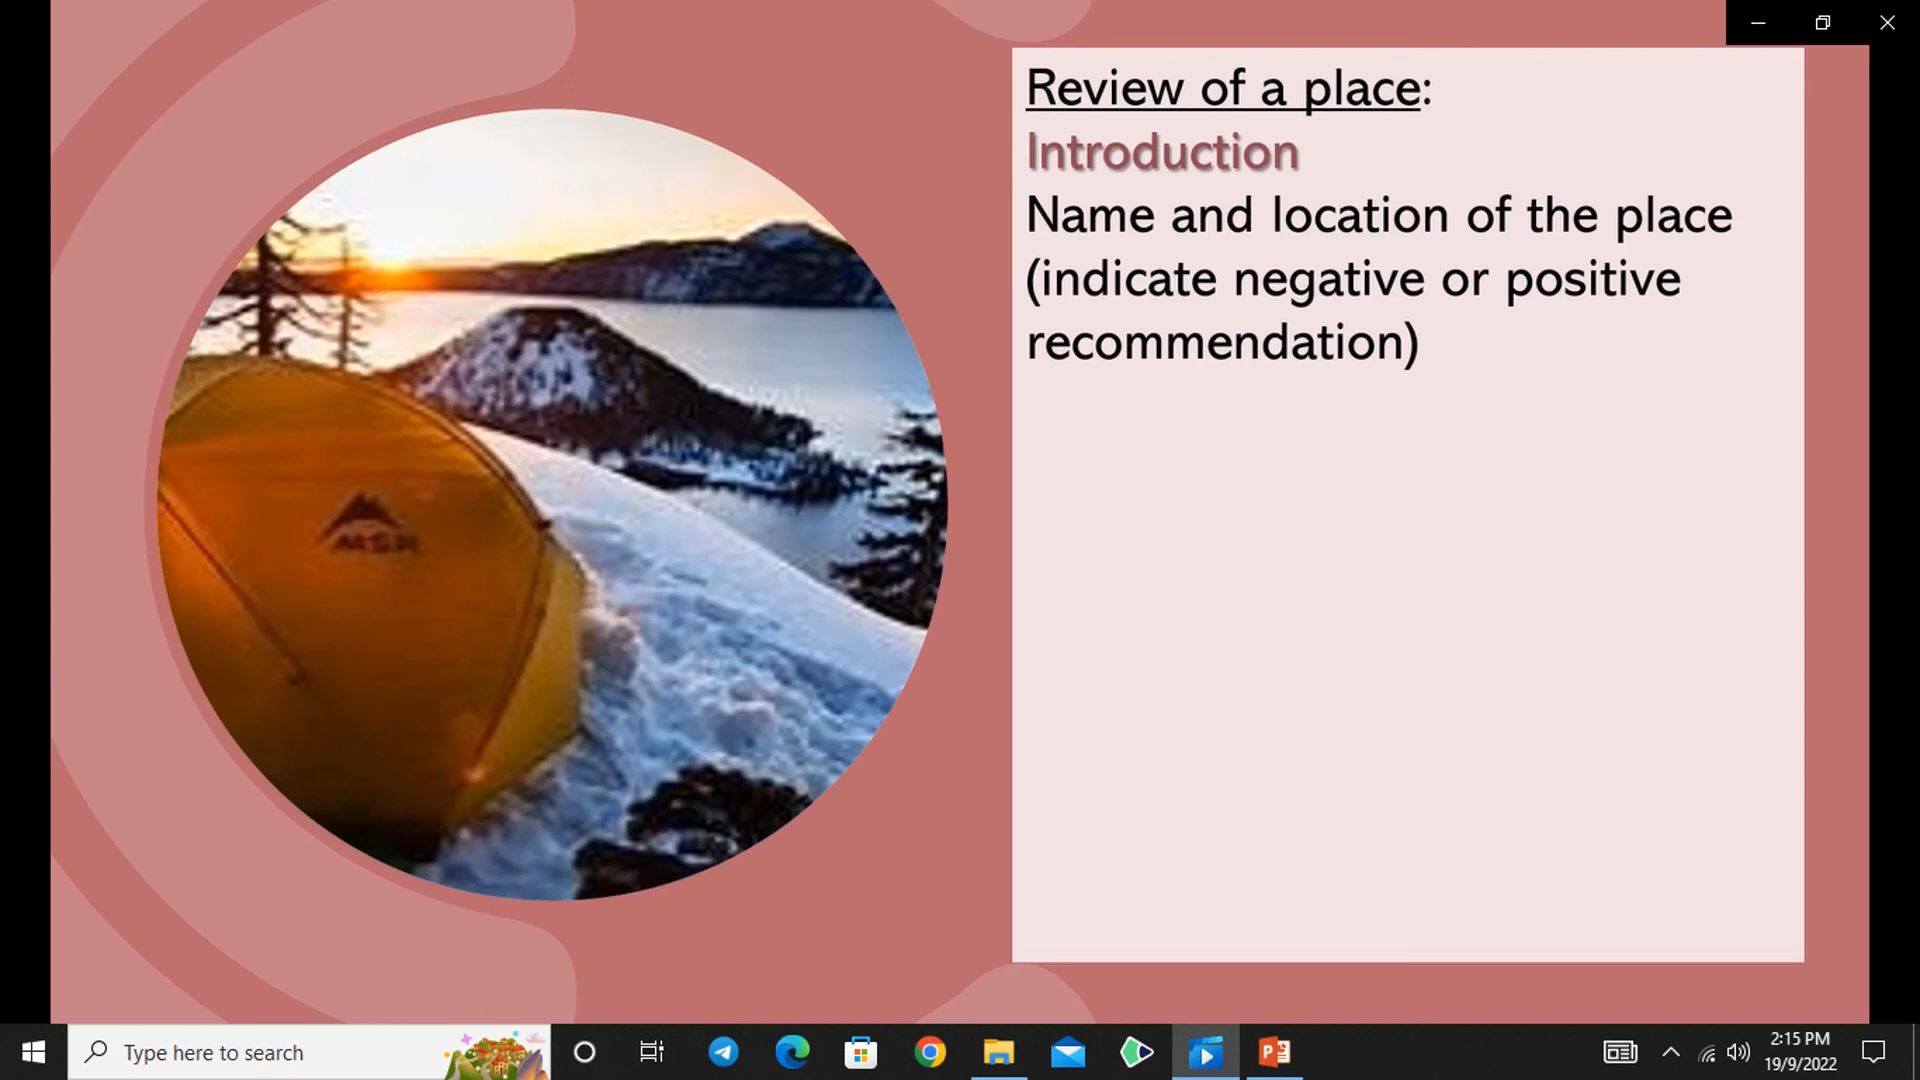 Review of a place:
Introduction
Name and location of the place
(indicate negative or positive
recommendation)
MSR
Type here to search
2:15 PM
19/9/2022